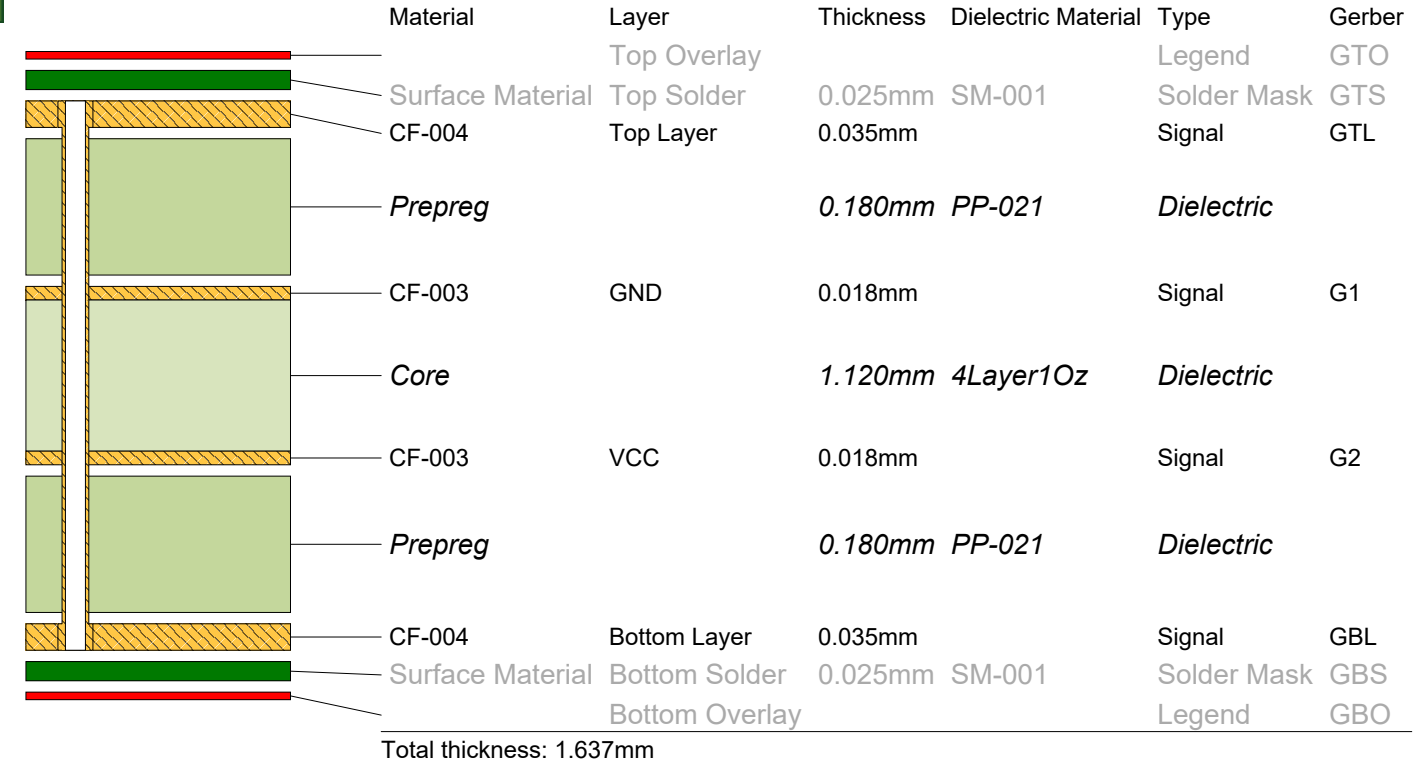 Material Layer Thickness Dielectric Material Type Gerber
Top Overlay Legend GTO
Surface Material Top Solder 0.025mm SM-001 Solder Mask GTS
CF-004 Top Layer 0.035mm Signal GTL
Prepreg 0.180mm PP-021 Dielectric
CF-003 GND 0.018mm Signal G1
Core 1.120mm 4Layer1Oz Dielectric
CF-003 VCC 0.018mm Signal G2
Prepreg 0.180mm PP-021 Dielectric
CF-004 Bottom Layer 0.035mm Signal GBL
Surface Material Bottom Solder 0.025mm SM-001 Solder Mask GBS
Bottom Overlay Legend GBO
Total thickness: 1.637mm